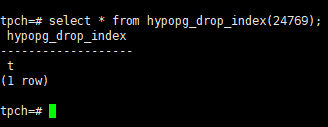 tpch=# select * from hypopg_drop_index(24769);
 hypopg_drop_index
-------------------
 t
(1 row)

tpch=#